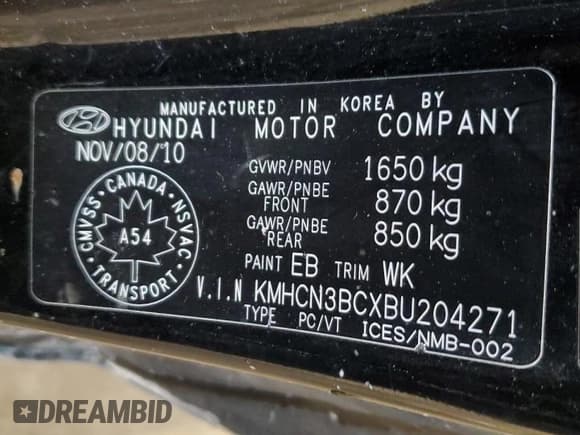 MANUFACTURED IN KOREA BY
HYUNDAI MOTOR COMPANY
NOV/08/10
GVWR/PNBV 1650 kg
GAWR/PNBE FRONT 870 kg
GAWR/PNBE REAR 850 kg
CANADA · NSVAC · TRANSPORT · CMVSS ·
A54
PAINT EB TRIM WK
V.I.N KMHCN3BCXBU204271
TYPE PC/VT ICES/NMB-002
DREAMBID